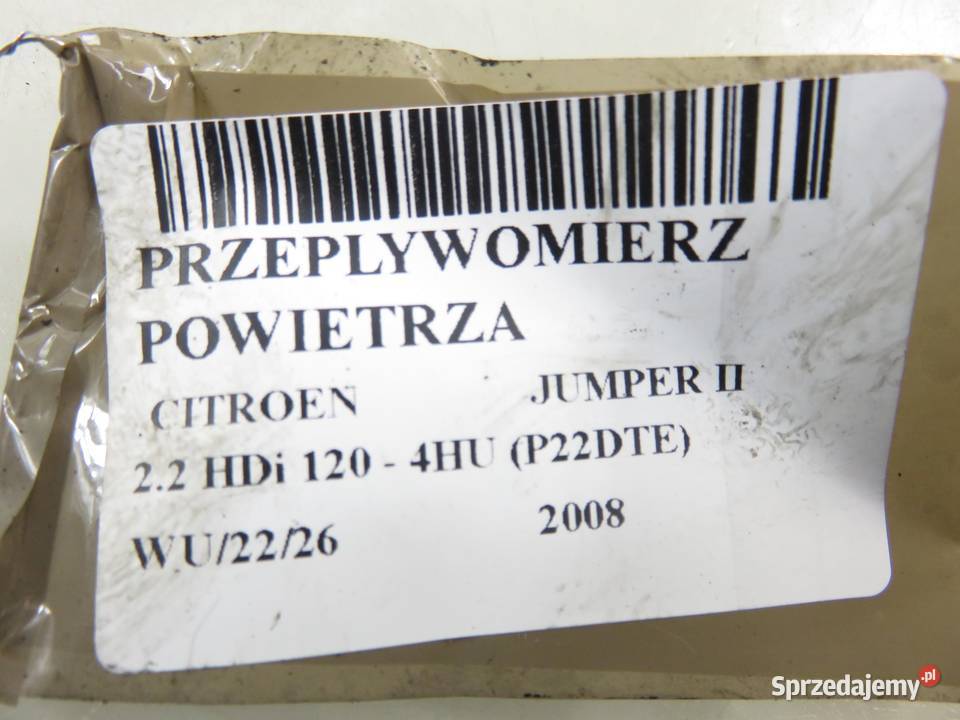 PRZEPLYWOMIERZ
POWIETRZA
CITROEN JUMPER II
2.2 HDi 120 - 4HU (P22DTE)
WU/22/26 2008
Sprzedajemy.pl